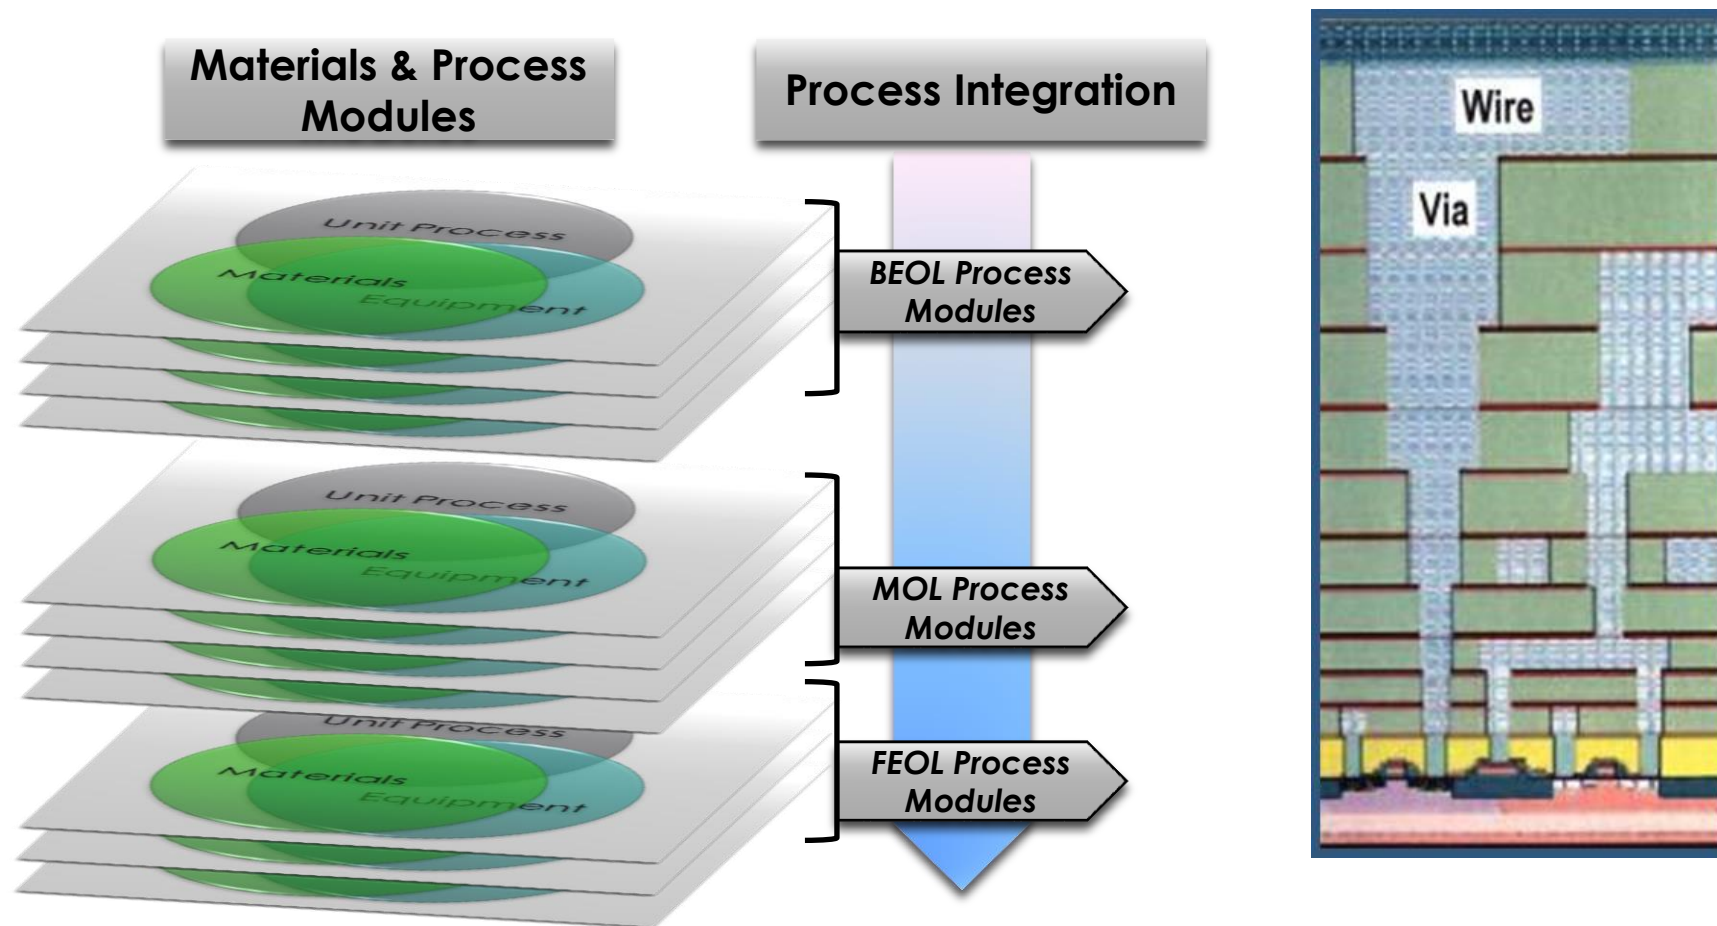 Materials & Process
Modules
Process Integration
Unit Process
Materials
Equipment
BEOL Process
Modules
Unit Process
Materials
Equipment
MOL Process
Modules
Unit Process
Materials
Equipment
FEOL Process
Modules
Wire
Via